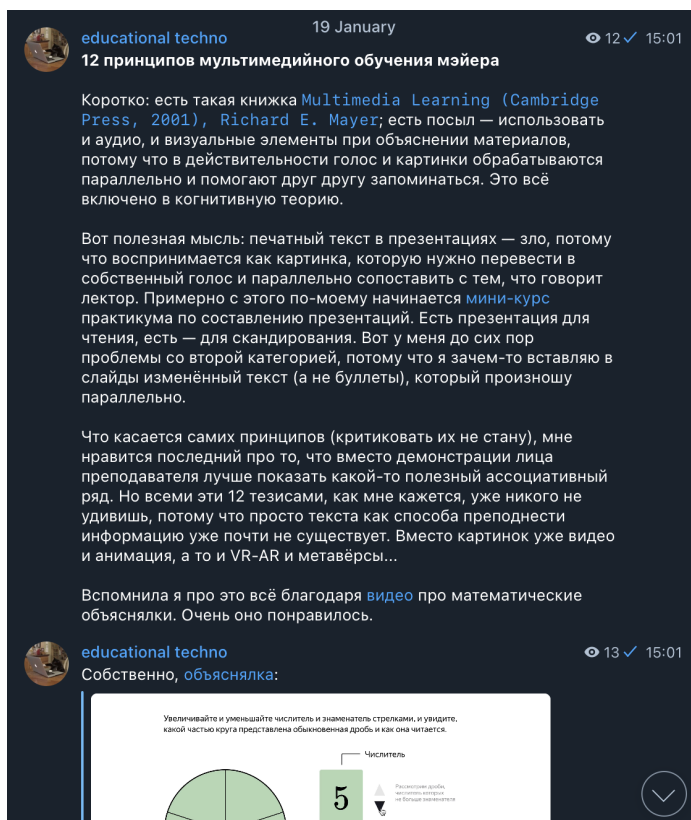 19 January
educational techno 12 15:01
12 принципов мультимедийного обучения мэйера
Коротко: есть такая книжка Multimedia Learning (Cambridge
Press, 2001), Richard E. Mayer; есть посыл — использовать
и аудио, и визуальные элементы при объяснении материалов,
потому что в действительности голос и картинки обрабатываются
параллельно и помогают друг другу запоминаться. Это всё
включено в когнитивную теорию.
Вот полезная мысль: печатный текст в презентациях — зло, потому
что воспринимается как картинка, которую нужно перевести в
собственный голос и параллельно сопоставить с тем, что говорит
лектор. Примерно с этого по-моему начинается мини-курс
практикума по составлению презентаций. Есть презентация для
чтения, есть — для скандирования. Вот у меня до сих пор
проблемы со второй категорией, потому что я зачем-то вставляю в
слайды изменённый текст (а не буллеты), который произношу
параллельно.
Что касается самих принципов (критиковать их не стану), мне
нравится последний про то, что вместо демонстрации лица
преподавателя лучше показать какой-то полезный ассоциативный
ряд. Но всеми эти 12 тезисами, как мне кажется, уже никого не
удивишь, потому что просто текста как способа преподнести
информацию уже почти не существует. Вместо картинок уже видео
и анимация, а то и VR-AR и метавёрсы...
Вспомнила я про это всё благодаря видео про математические
объяснялки. Очень оно понравилось.
educational techno 13 15:01
Собственно, объяснялка:
Увеличивайте и уменьшайте числитель и знаменатель стрелками, и увидите,
какой частью круга представлена обыкновенная дробь и как она читается.
Числитель
5
Рассмотрим дроби,
числитель которых
не больше знаменателя